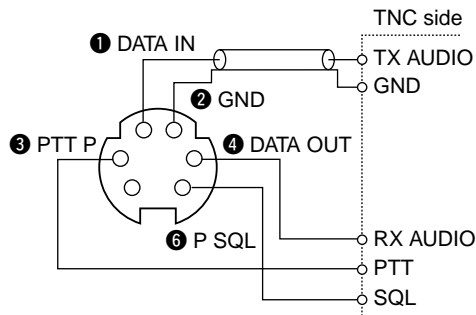 TNC side
❶ DATA IN
TX AUDIO
❷ GND
GND
❸ PTT P
❹ DATA OUT
❻ P SQL
RX AUDIO
PTT
SQL